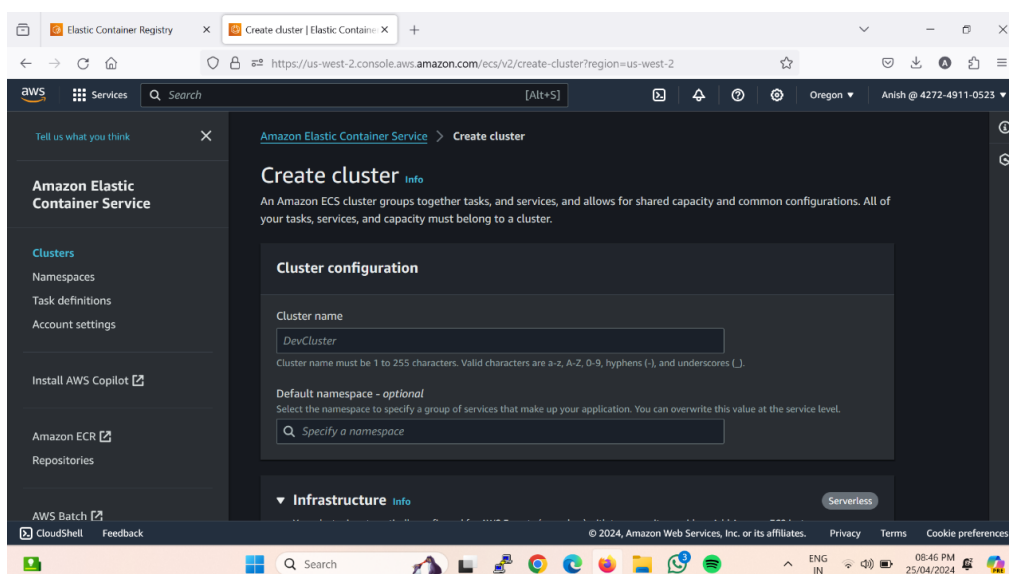 Elastic Container Registry
Create cluster | Elastic Containe
https://us-west-2.console.aws.amazon.com/ecs/v2/create-cluster?region=us-west-2
aws Services Search [Alt+S] Oregon ▼ Anish @ 4272-4911-0523 ▼
Tell us what you think
Amazon Elastic Container Service > Create cluster
Amazon Elastic
Container Service
Clusters
Namespaces
Task definitions
Account settings
Install AWS Copilot
Amazon ECR
Repositories
AWS Batch
Create cluster Info
An Amazon ECS cluster groups together tasks, and services, and allows for shared capacity and common configurations. All of
your tasks, services, and capacity must belong to a cluster.
Cluster configuration
Cluster name
DevCluster
Cluster name must be 1 to 255 characters. Valid characters are a-z, A-Z, 0-9, hyphens (-), and underscores (_).
Default namespace - optional
Select the namespace to specify a group of services that make up your application. You can overwrite this value at the service level.
Specify a namespace
▼ Infrastructure Info Serverless
CloudShell Feedback © 2024, Amazon Web Services, Inc. or its affiliates. Privacy Terms Cookie preferences
Search 3 ENG 08:46 PM
IN 25/04/2024